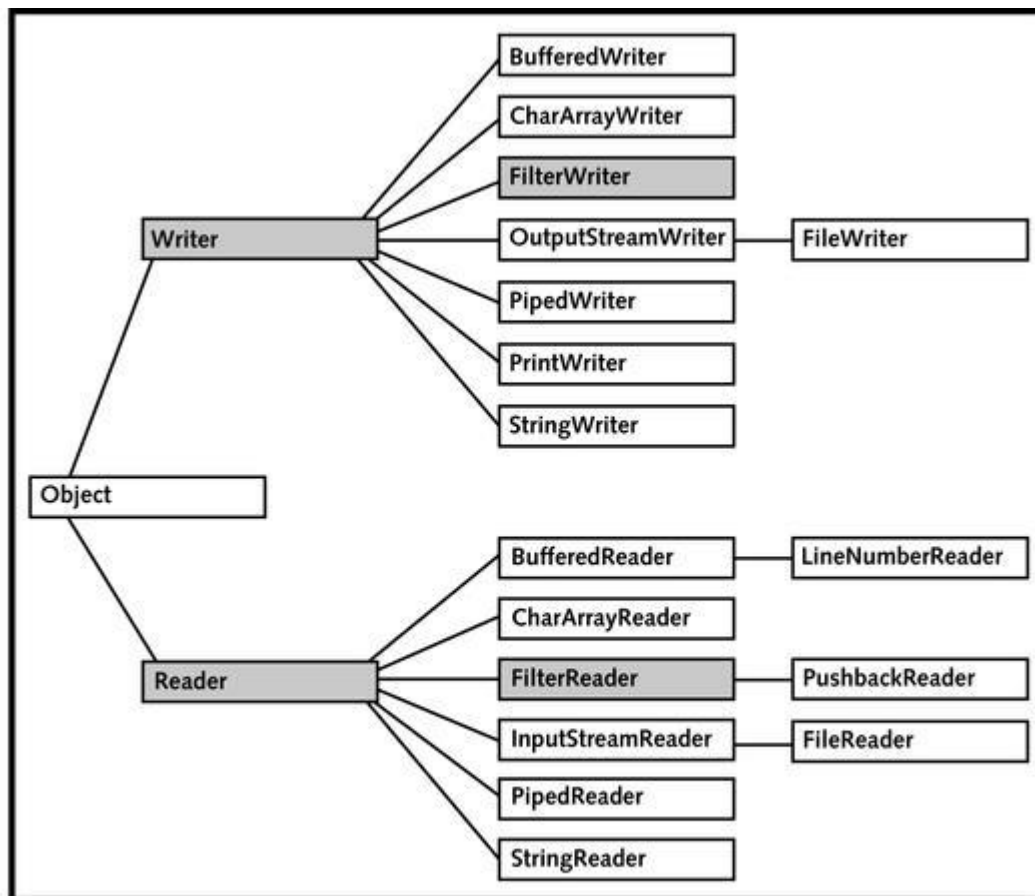 BufferedWriter
CharArrayWriter
FilterWriter
Writer
OutputStreamWriter
FileWriter
PipedWriter
PrintWriter
StringWriter
Object
BufferedReader
LineNumberReader
CharArrayReader
Reader
FilterReader
PushbackReader
InputStreamReader
FileReader
PipedReader
StringReader